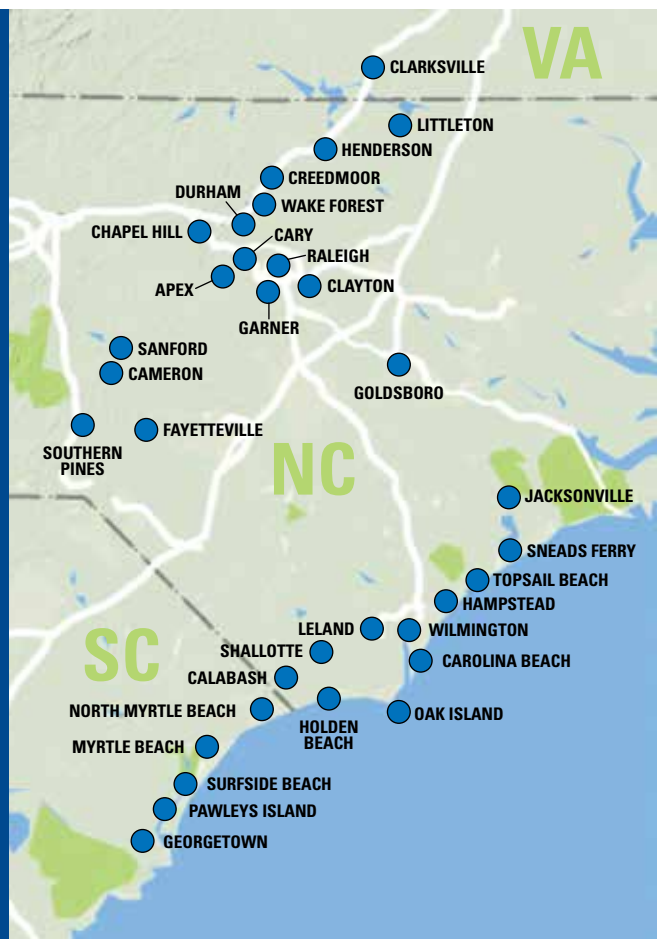 VA
CLARKSVILLE
LITTLETON
HENDERSON
CREEDMOOR
DURHAM
WAKE FOREST
CHAPEL HILL
CARY
RALEIGH
APEX
CLAYTON
GARNER
SANFORD
CAMERON
GOLDSBORO
FAYETTEVILLE
SOUTHERN
PINES
NC
JACKSONVILLE
SNEADS FERRY
TOPSAIL BEACH
HAMPSTEAD
LELAND
WILMINGTON
SC
SHALLOTTE
CAROLINA BEACH
CALABASH
NORTH MYRTLE BEACH
HOLDEN
BEACH
OAK ISLAND
MYRTLE BEACH
SURFSIDE BEACH
PAWLEYS ISLAND
GEORGETOWN